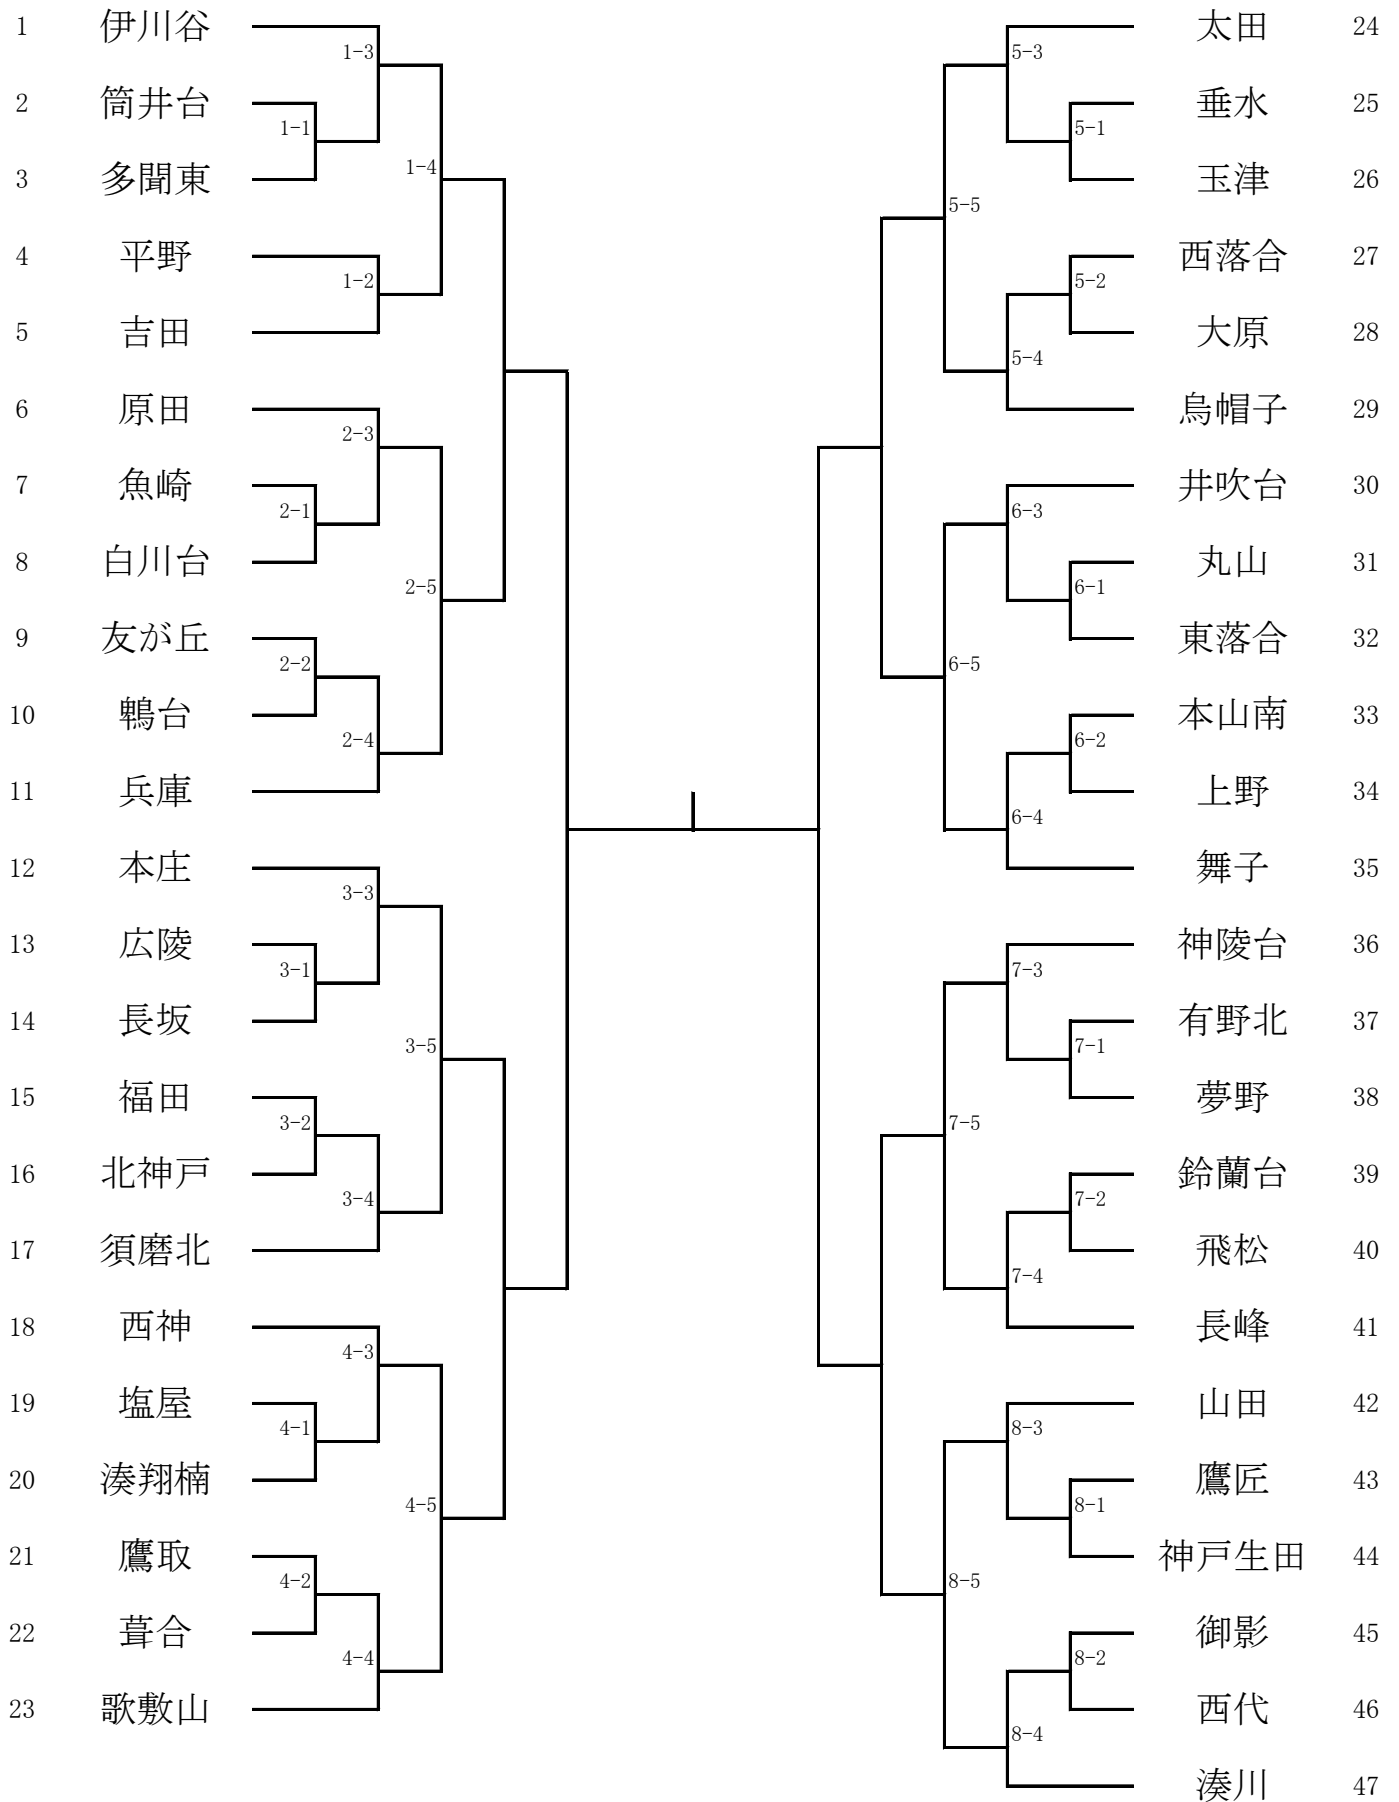 1 伊川谷
1-3
2 筒井台
1-1
3 多聞東
1-4
4 平野
1-2
5 吉田
6 原田
2-3
7 魚崎
2-1
8 白川台
2-5
9 友が丘
2-2
10 鵯台
2-4
11 兵庫
12 本庄
3-3
13 広陵
3-1
14 長坂
3-5
15 福田
3-2
16 北神戸
3-4
17 須磨北
18 西神
4-3
19 塩屋
4-1
20 湊翔楠
4-5
21 鷹取
4-2
22 葺合
4-4
23 歌敷山
太田 24
5-3
垂水 25
5-1
玉津 26
5-5
西落合 27
5-2
大原 28
5-4
烏帽子 29
井吹台 30
6-3
丸山 31
6-1
東落合 32
6-5
本山南 33
6-2
上野 34
6-4
舞子 35
神陵台 36
7-3
有野北 37
7-1
夢野 38
7-5
鈴蘭台 39
7-2
飛松 40
7-4
長峰 41
山田 42
8-3
鷹匠 43
8-1
神戸生田 44
8-5
御影 45
8-2
西代 46
8-4
湊川 47